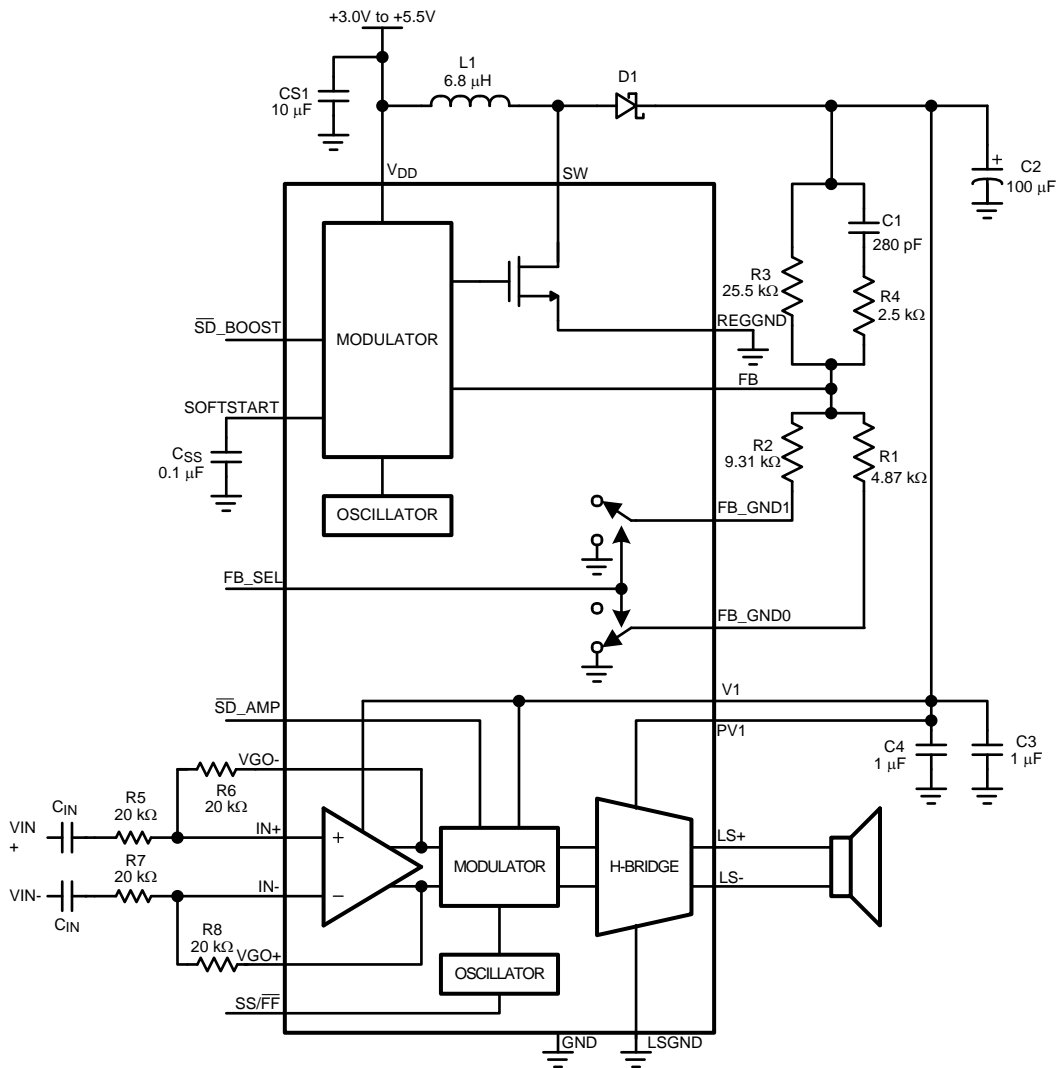 +3.0V to +5.5V
L1
6.8 μH
D1
CS1
10 μF
VDD
SW
C2
+
100 μF
C1
280 pF
R3
25.5 kΩ
R4
2.5 kΩ
REGGND
SD_BOOST
MODULATOR
FB
SOFTSTART
CSS
0.1 μF
R2
9.31 kΩ
R1
4.87 kΩ
OSCILLATOR
FB_GND1
FB_SEL
FB_GND0
V1
SD_AMP
PV1
C4
1 μF
C3
1 μF
VGO-
R6
20 kΩ
CIN
R5
20 kΩ
VIN
+
IN+
+
LS+
R7
20 kΩ
MODULATOR
H-BRIDGE
VIN-
IN-
−
LS-
CIN
R8
20 kΩ
VGO+
OSCILLATOR
SS/FF
GND
LSGND